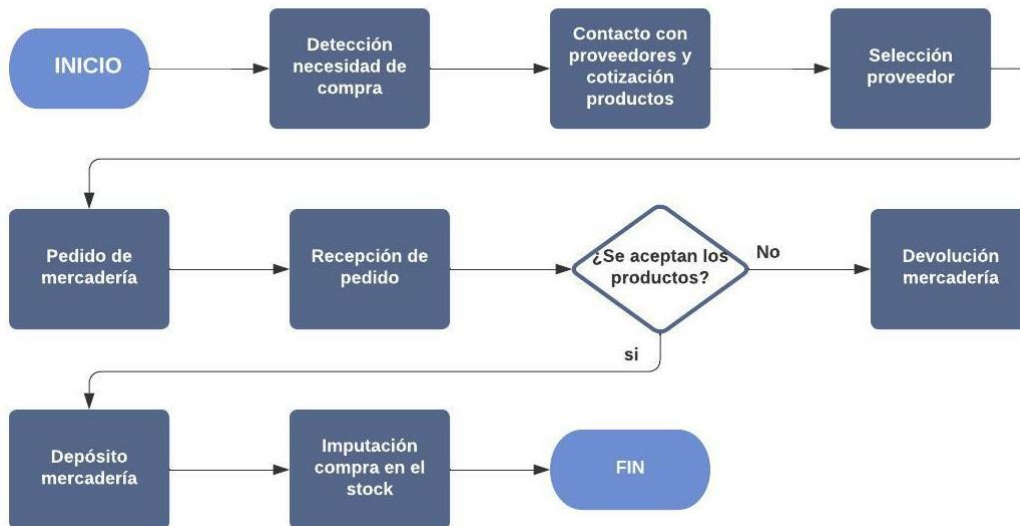 INICIO
Detección
necesidad de
compra
Contacto con
proveedores y
cotización
productos
Selección
proveedor
Pedido de
mercadería
Recepción de
pedido
¿Se aceptan los
productos?
No
Devolución
mercadería
si
Depósito
mercadería
Imputación
compra en el
stock
FIN